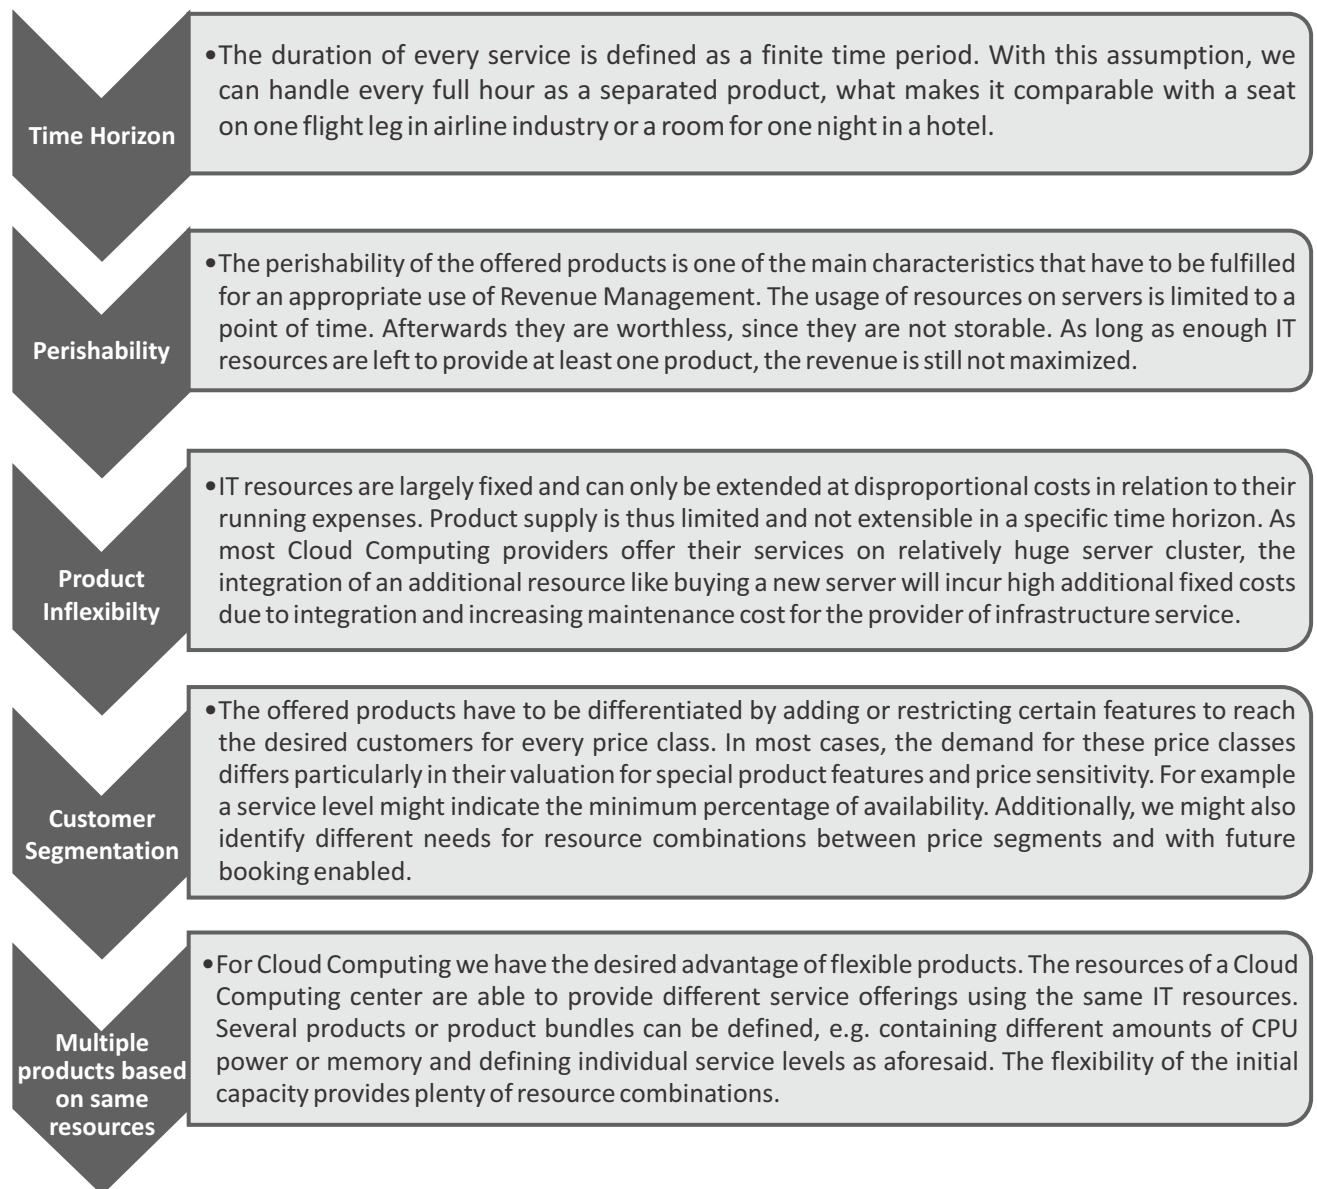 Time Horizon
•The duration of every service is defined as a finite time period. With this assumption, we
can handle every full hour as a separated product, what makes it comparable with a seat
on one flight leg in airline industry or a room for one night in a hotel.
Perishability
•The perishability of the offered products is one of the main characteristics that have to be fulfilled
for an appropriate use of Revenue Management. The usage of resources on servers is limited to a
point of time. Afterwards they are worthless, since they are not storable. As long as enough IT
resources are left to provide at least one product, the revenue is still not maximized.
Product
Inflexibilty
•IT resources are largely fixed and can only be extended at disproportional costs in relation to their
running expenses. Product supply is thus limited and not extensible in a specific time horizon. As
most Cloud Computing providers offer their services on relatively huge server cluster, the
integration of an additional resource like buying a new server will incur high additional fixed costs
due to integration and increasing maintenance cost for the provider of infrastructure service.
Customer
Segmentation
•The offered products have to be differentiated by adding or restricting certain features to reach
the desired customers for every price class. In most cases, the demand for these price classes
differs particularly in their valuation for special product features and price sensitivity. For example
a service level might indicate the minimum percentage of availability. Additionally, we might also
identify different needs for resource combinations between price segments and with future
booking enabled.
Multiple
products based
on same
resources
•For Cloud Computing we have the desired advantage of flexible products. The resources of a Cloud
Computing center are able to provide different service offerings using the same IT resources.
Several products or product bundles can be defined, e.g. containing different amounts of CPU
power or memory and defining individual service levels as aforesaid. The flexibility of the initial
capacity provides plenty of resource combinations.